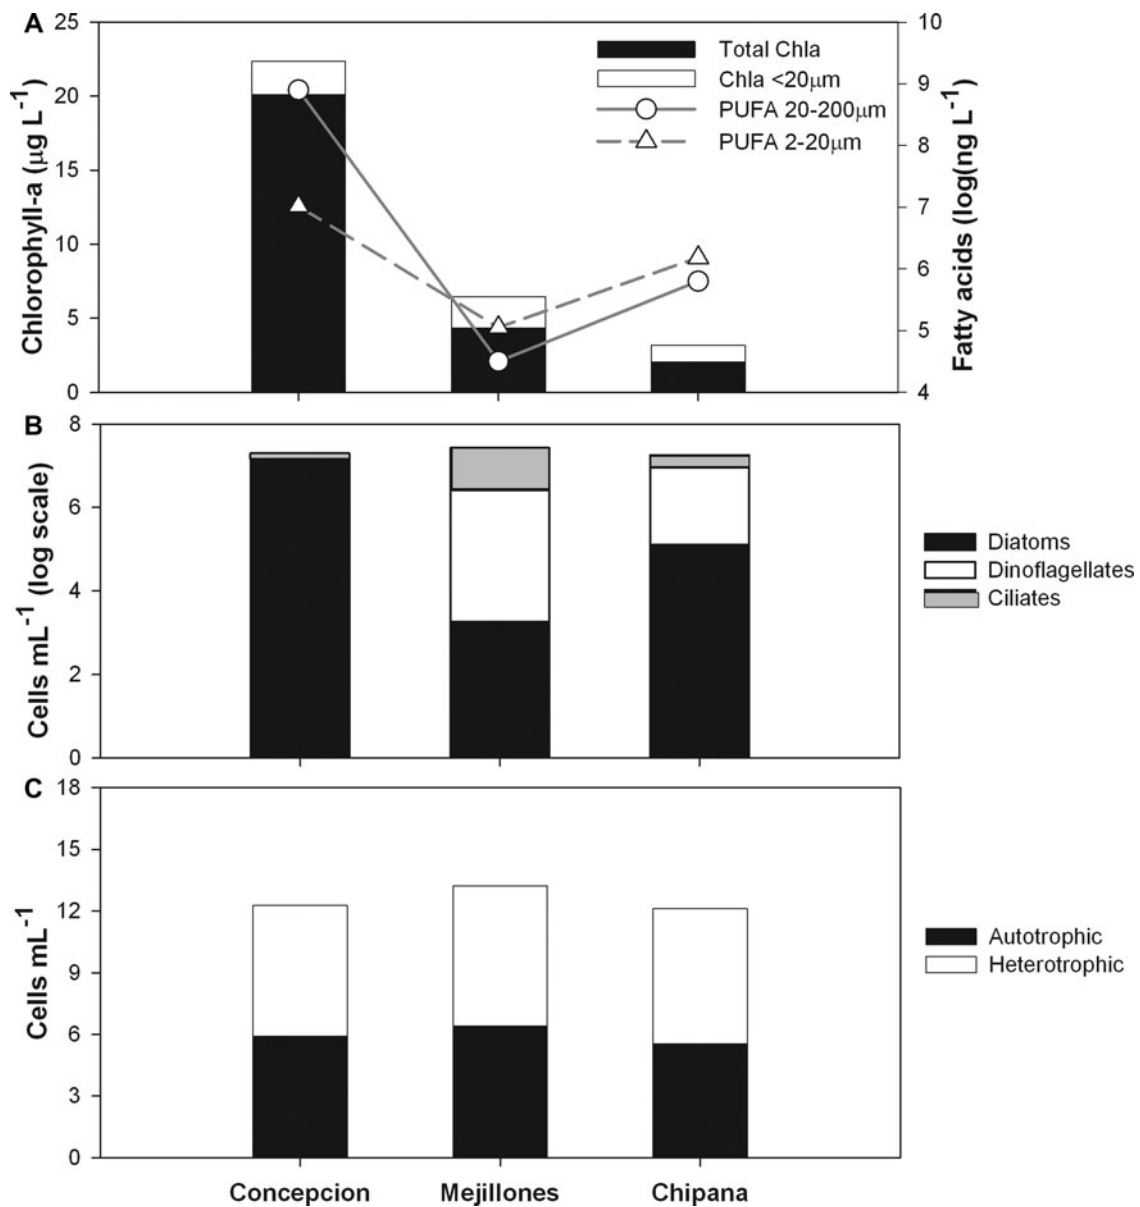 A
25
20
15
10
5
0
Chlorophyll-a (μg L⁻¹)
Total Chla
Chla <20μm
PUFA 20-200μm
PUFA 2-20μm
10
9
8
7
6
5
4
Fatty acids (log(ng L⁻¹)
B
8
6
4
2
0
Cells mL⁻¹ (log scale)
Diatoms
Dinoflagellates
Ciliates
C
18
15
12
9
6
3
0
Cells mL⁻¹
Autotrophic
Heterotrophic
Concepcion Mejillones Chipana